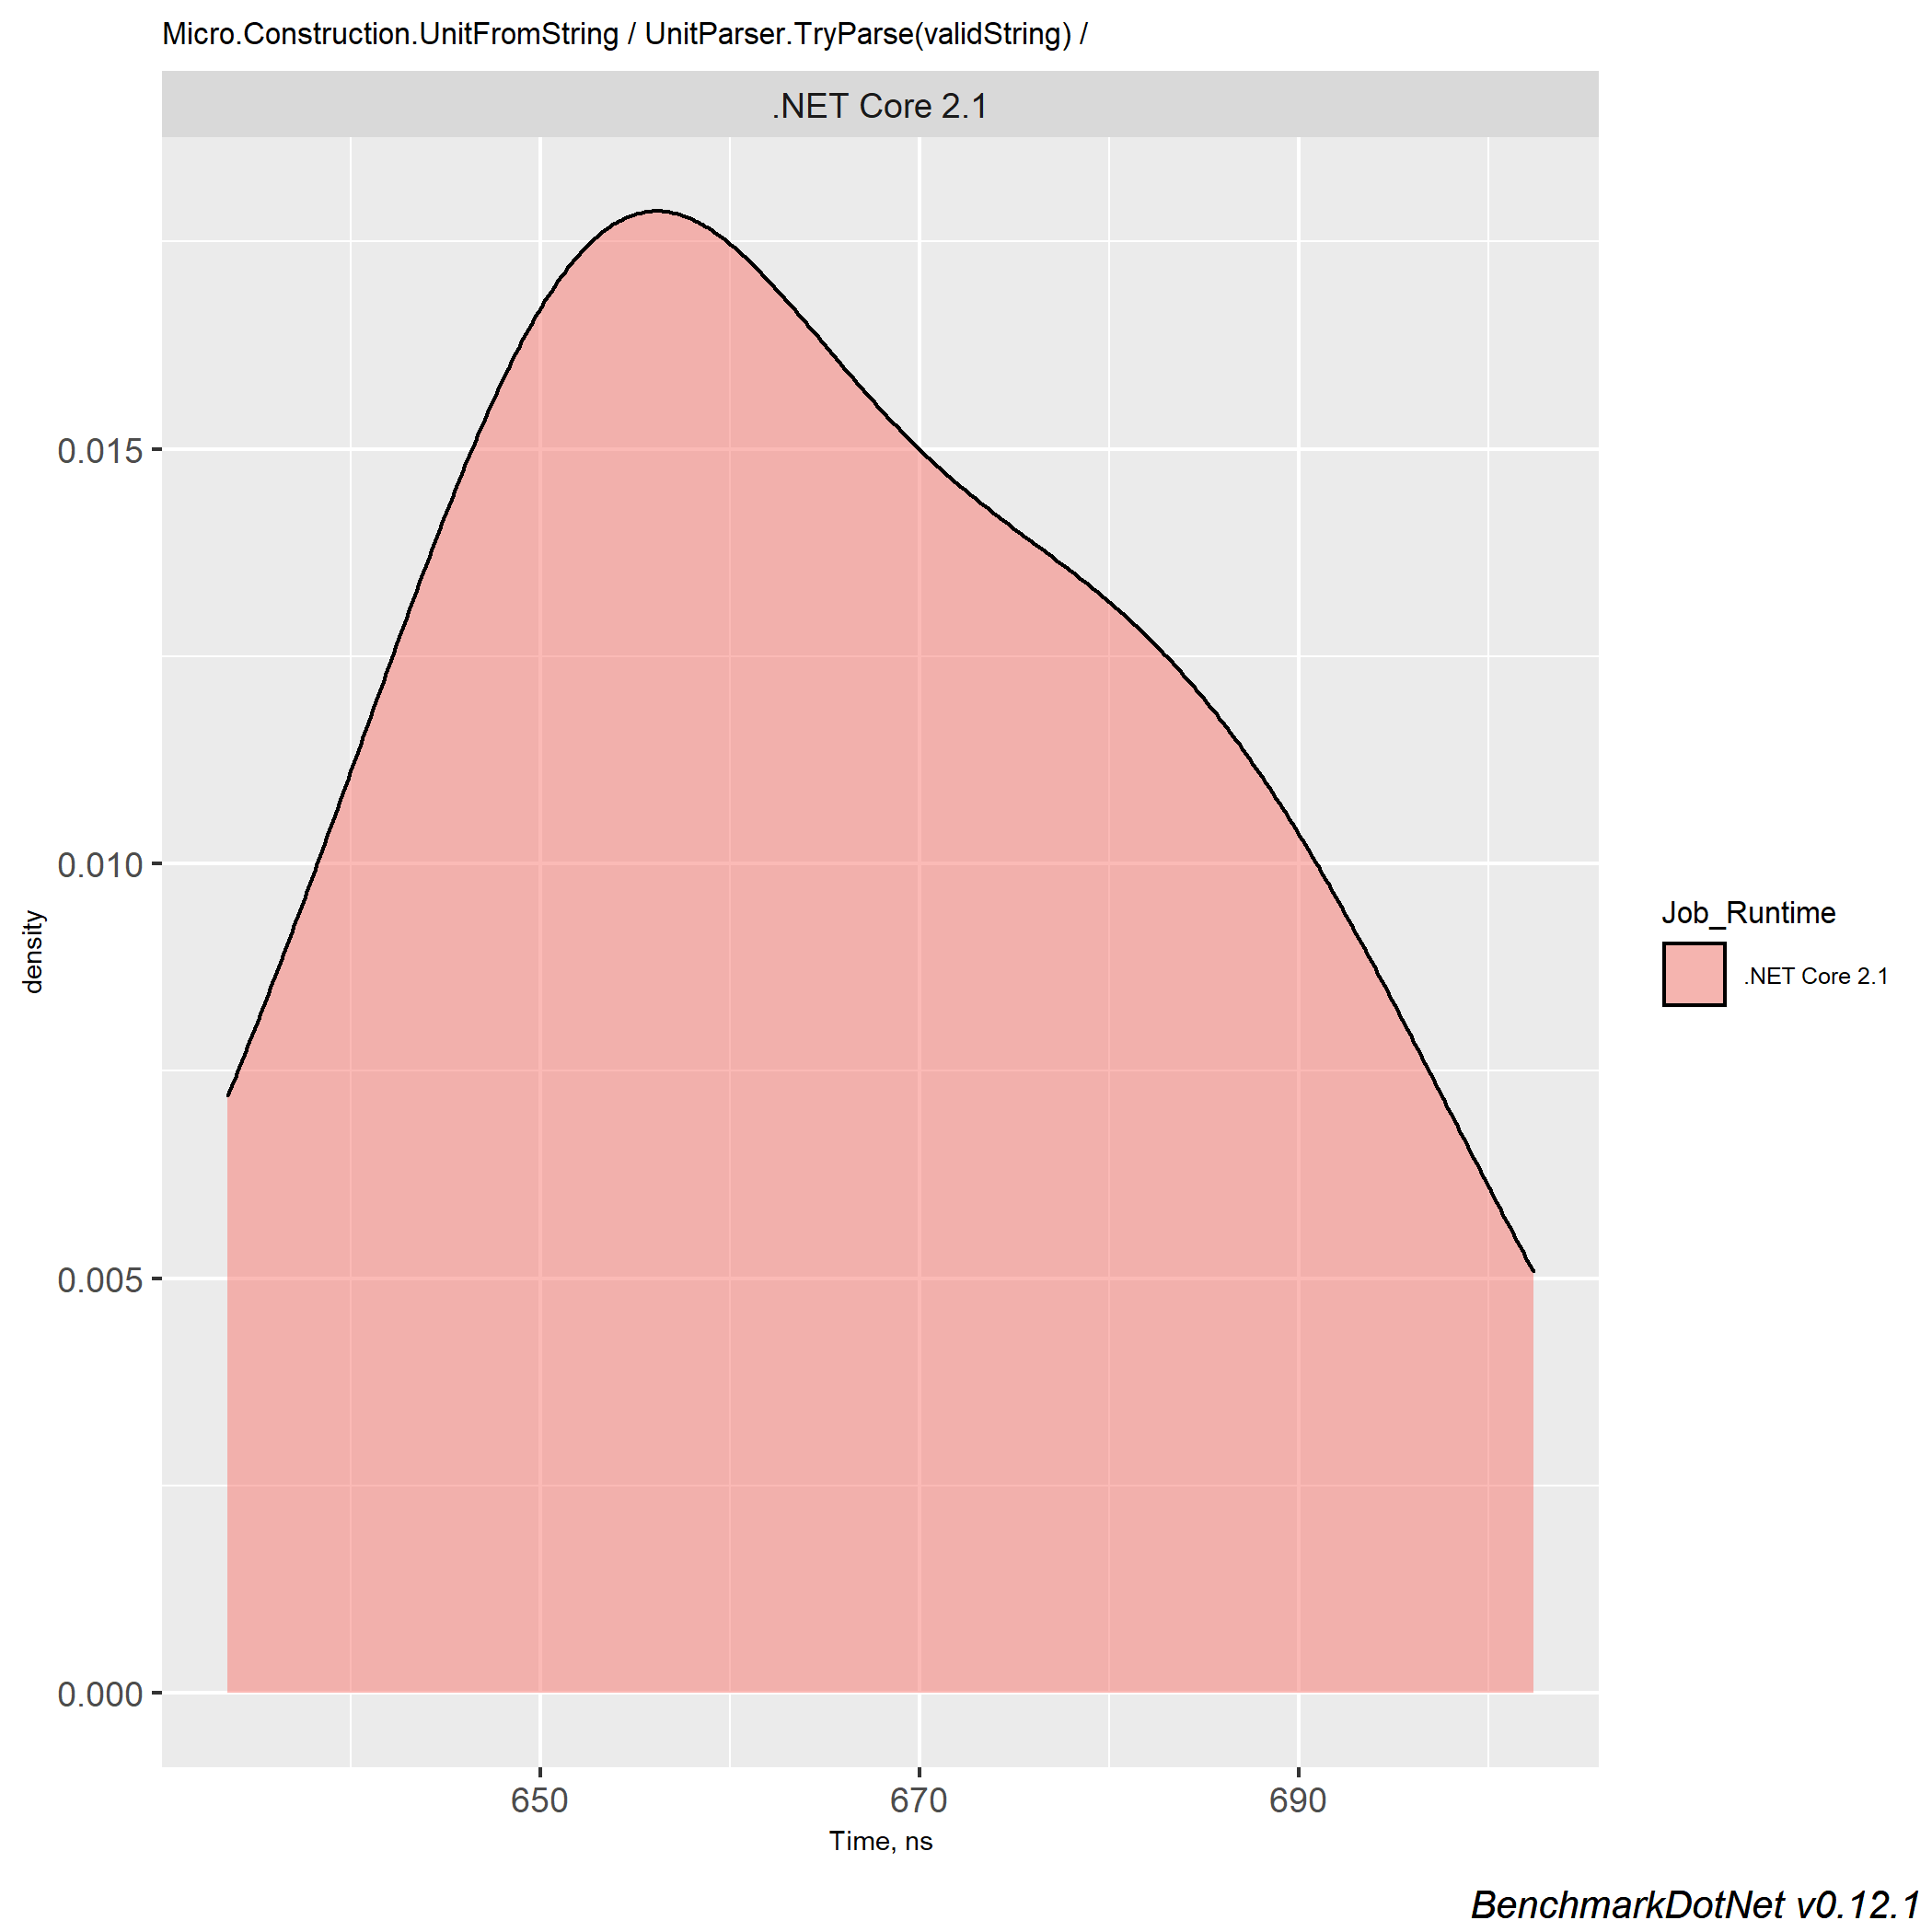 Micro.Construction.UnitFromString / UnitParser.TryParse(validString) /
.NET Core 2.1
0.015
0.010
0.005
0.000
density
650 670 690
Time, ns
Job_Runtime
.NET Core 2.1
BenchmarkDotNet v0.12.1